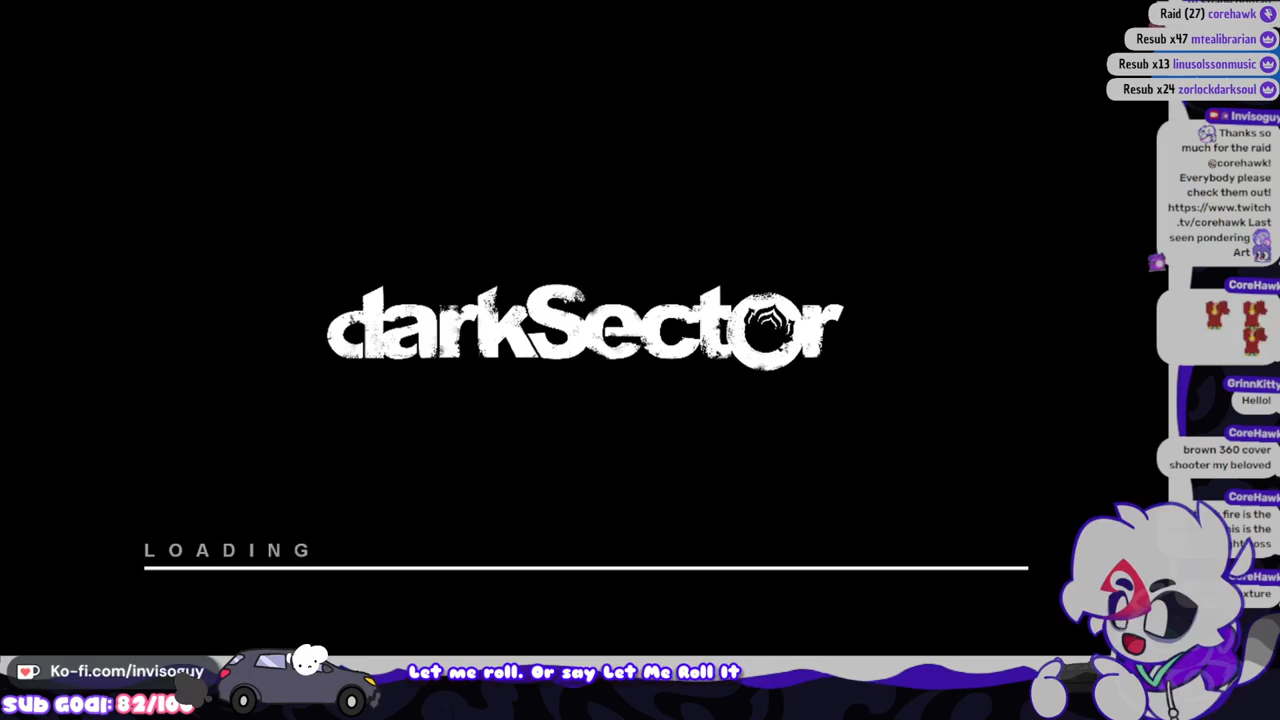 Raid (27) corehawk
Resub x47 mtealibrarian
Resub x13 linusolssonmusic
Resub x24 zorlockdarksoul
Invisoguy
Thanks so
much for the raid
@corehawk!
Everybody please
check them out!
https://www.twitch
.tv/corehawk Last
seen pondering
Art
CoreHawk
darkSector
GrinnKitty
Hello!
CoreHawk
brown 360 cover
shooter my beloved
CoreHawk
fire is the
is the
CoreHawk
LOADING
Ko-fi.com/invisoguy
Let me roll. Or say Let Me Roll It
SUB GOAL: 82/100